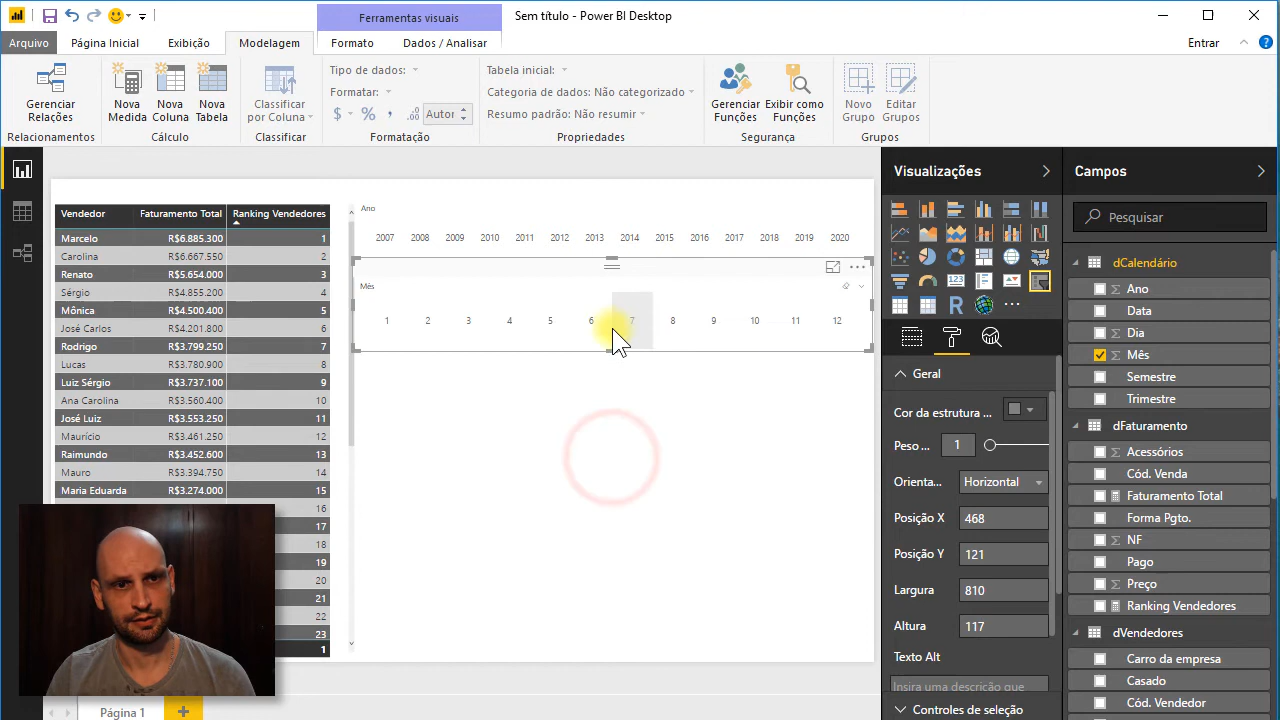 Ferramentas visuais
Sem título - Power BI Desktop
Arquivo Página Inicial Exibição Modelagem Formato Dados / Analisar Entrar
Gerenciar Relações
Relacionamentos
Nova Medida
Nova Coluna
Nova Tabela
Cálculo
Classificar por Coluna
Classificar
Tipo de dados:
Formatar:
$ % , .00 Autor
Formatação
Tabela inicial:
Categoria de dados: Não categorizado
Resumo padrão: Não resumir
Propriedades
Gerenciar Funções
Exibir como Funções
Segurança
Novo Grupo
Editar Grupos
Grupos
Vendedor Faturamento Total Ranking Vendedores
Marcelo R$6.885.300 1
Carolina R$6.667.550 2
Renato R$5.654.000 3
Sérgio R$4.855.200 4
Mônica R$4.505.800 5
José Carlos R$4.201.800 6
Rodrigo R$3.799.250 7
Lucas R$3.780.900 8
Luiz Sérgio R$3.737.100 9
Ana Carolina R$3.560.400 10
José Luiz R$3.553.250 11
Maurício R$3.461.250 12
Raimundo R$3.452.600 13
Mauro R$3.394.750 14
Maria Eduarda R$3.274.000 15
16
17
18
19
20
21
22
23
1
Ano
2007 2008 2009 2010 2011 2012 2013 2014 2015 2016 2017 2018 2019 2020
Mês
1 2 3 4 5 6 7 8 9 10 11 12
Página 1
Visualizações
R
Geral
Cor da estrutura ...
Peso ... 1
Orienta... Horizontal
Posição X 468
Posição Y 121
Largura 810
Altura 117
Texto Alt
Insira uma descrição que
Controles de seleção
Campos
Pesquisar
dCalendário
Ano
Data
Dia
Mês
Semestre
Trimestre
dFaturamento
Acessórios
Cód. Venda
Faturamento Total
Forma Pgto.
NF
Pago
Preço
Ranking Vendedores
dVendedores
Carro da empresa
Casado
Cód. Vendedor